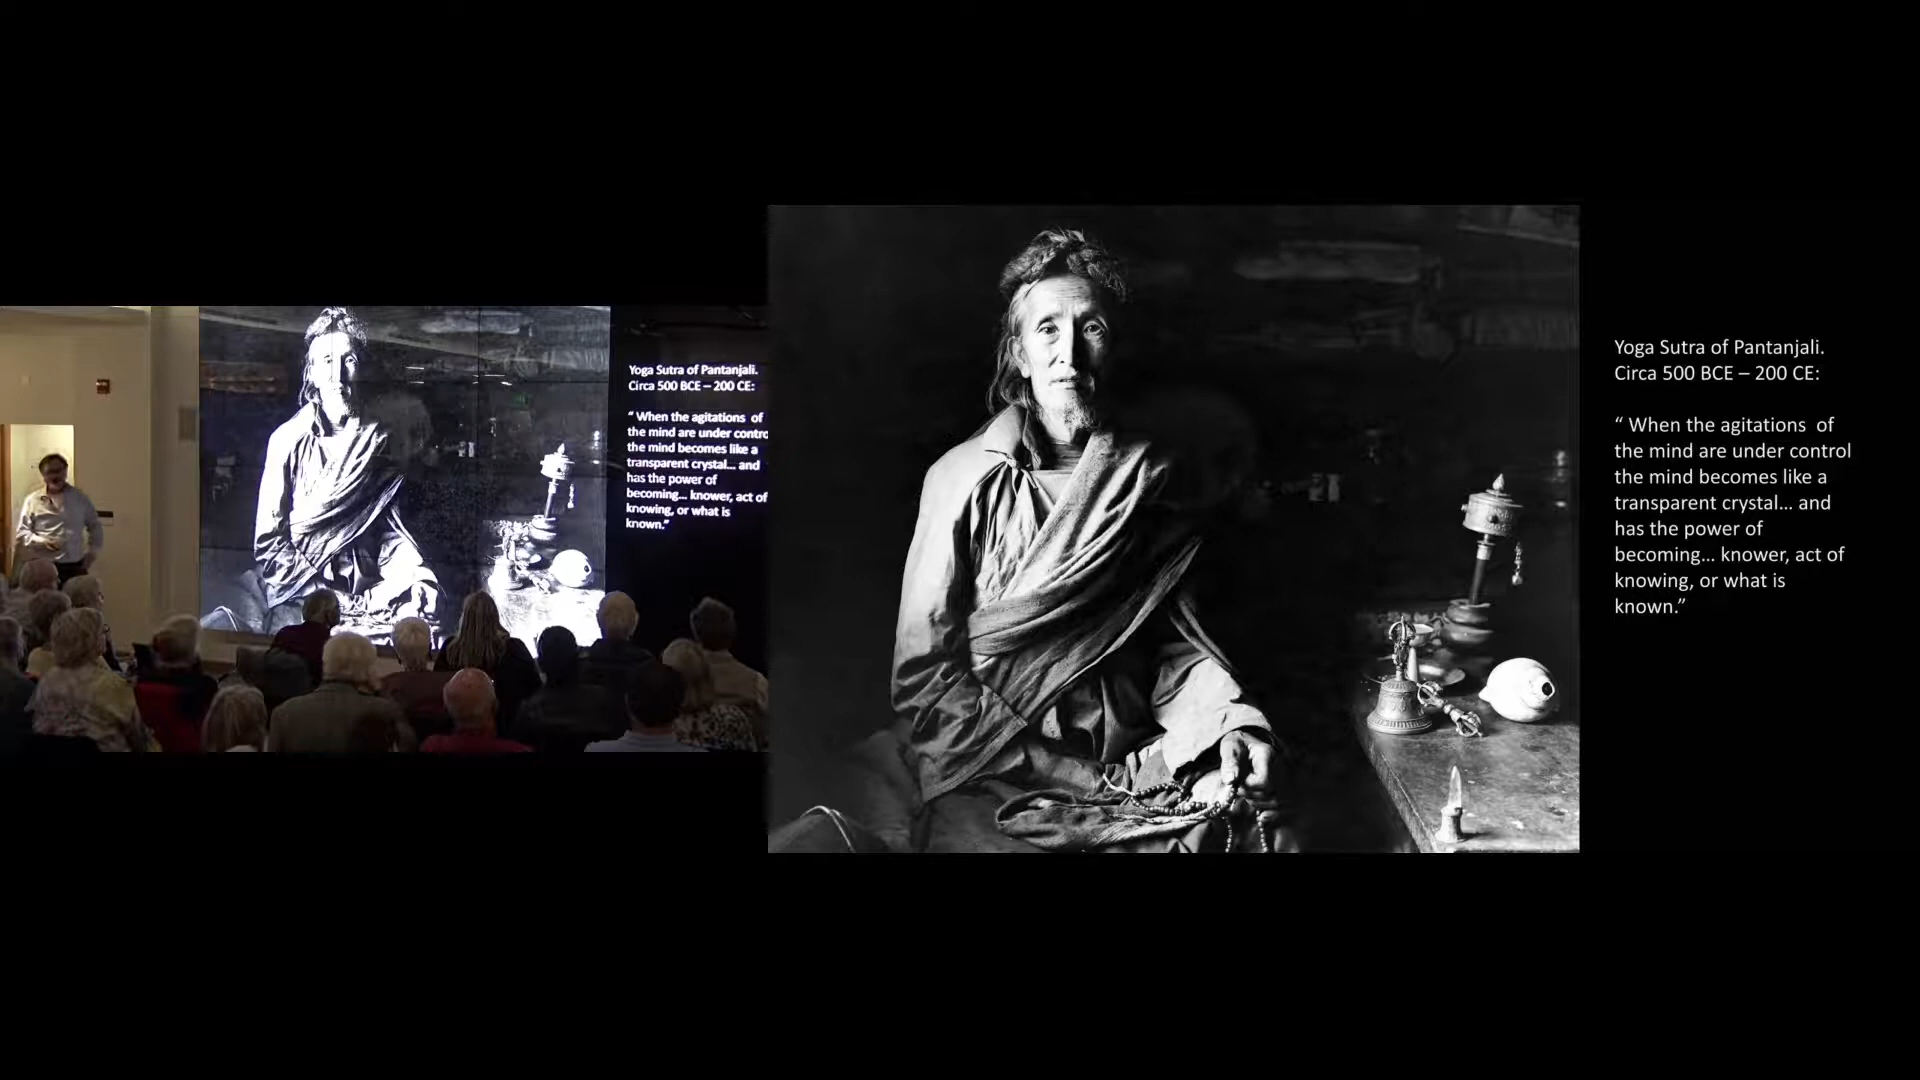 Yoga Sutra of Pantanjali.
Circa 500 BCE – 200 CE:
“ When the agitations  of
the mind are under contro
the mind becomes like a
transparent crystal... and
has the power of
becoming... knower, act of
knowing, or what is
known.”
Yoga Sutra of Pantanjali.
Circa 500 BCE – 200 CE:
“ When the agitations  of
the mind are under control
the mind becomes like a
transparent crystal... and
has the power of
becoming... knower, act of
knowing, or what is
known.”